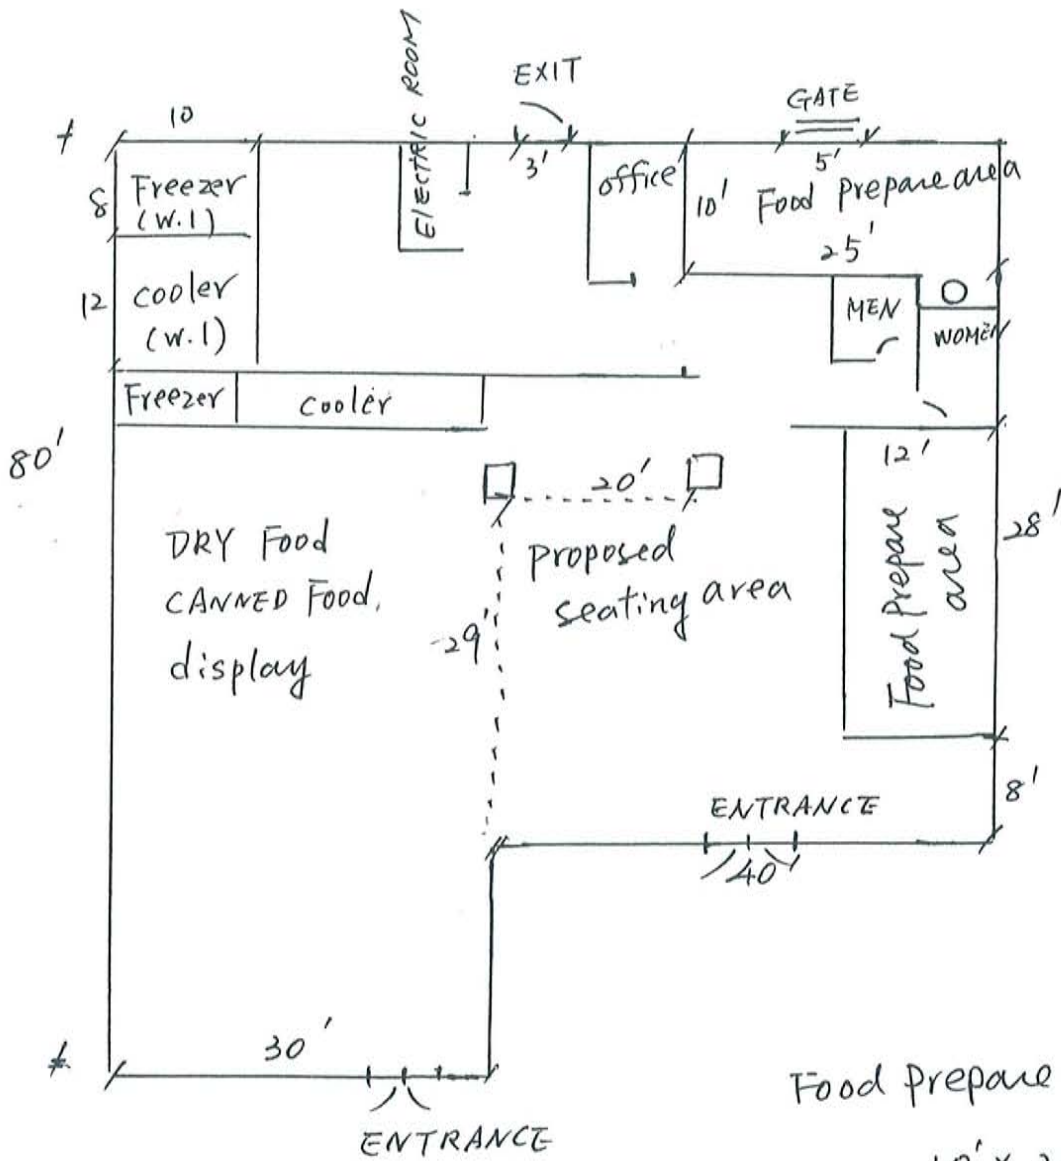 ELECTRIC ROOM
EXIT
GATE
10
3'
5'
8
Freezer
(W.I)
office
10'
Food Prepare area
25'
12
cooler
(W.I)
MEN
WOMEN
Freezer
cooler
80'
20'
12'
28'
DRY Food
CANNED Food,
display
proposed
seating area
29'
Food Prepare
area
8'
ENTRANCE
40'
30'
ENTRANCE
Food prepare